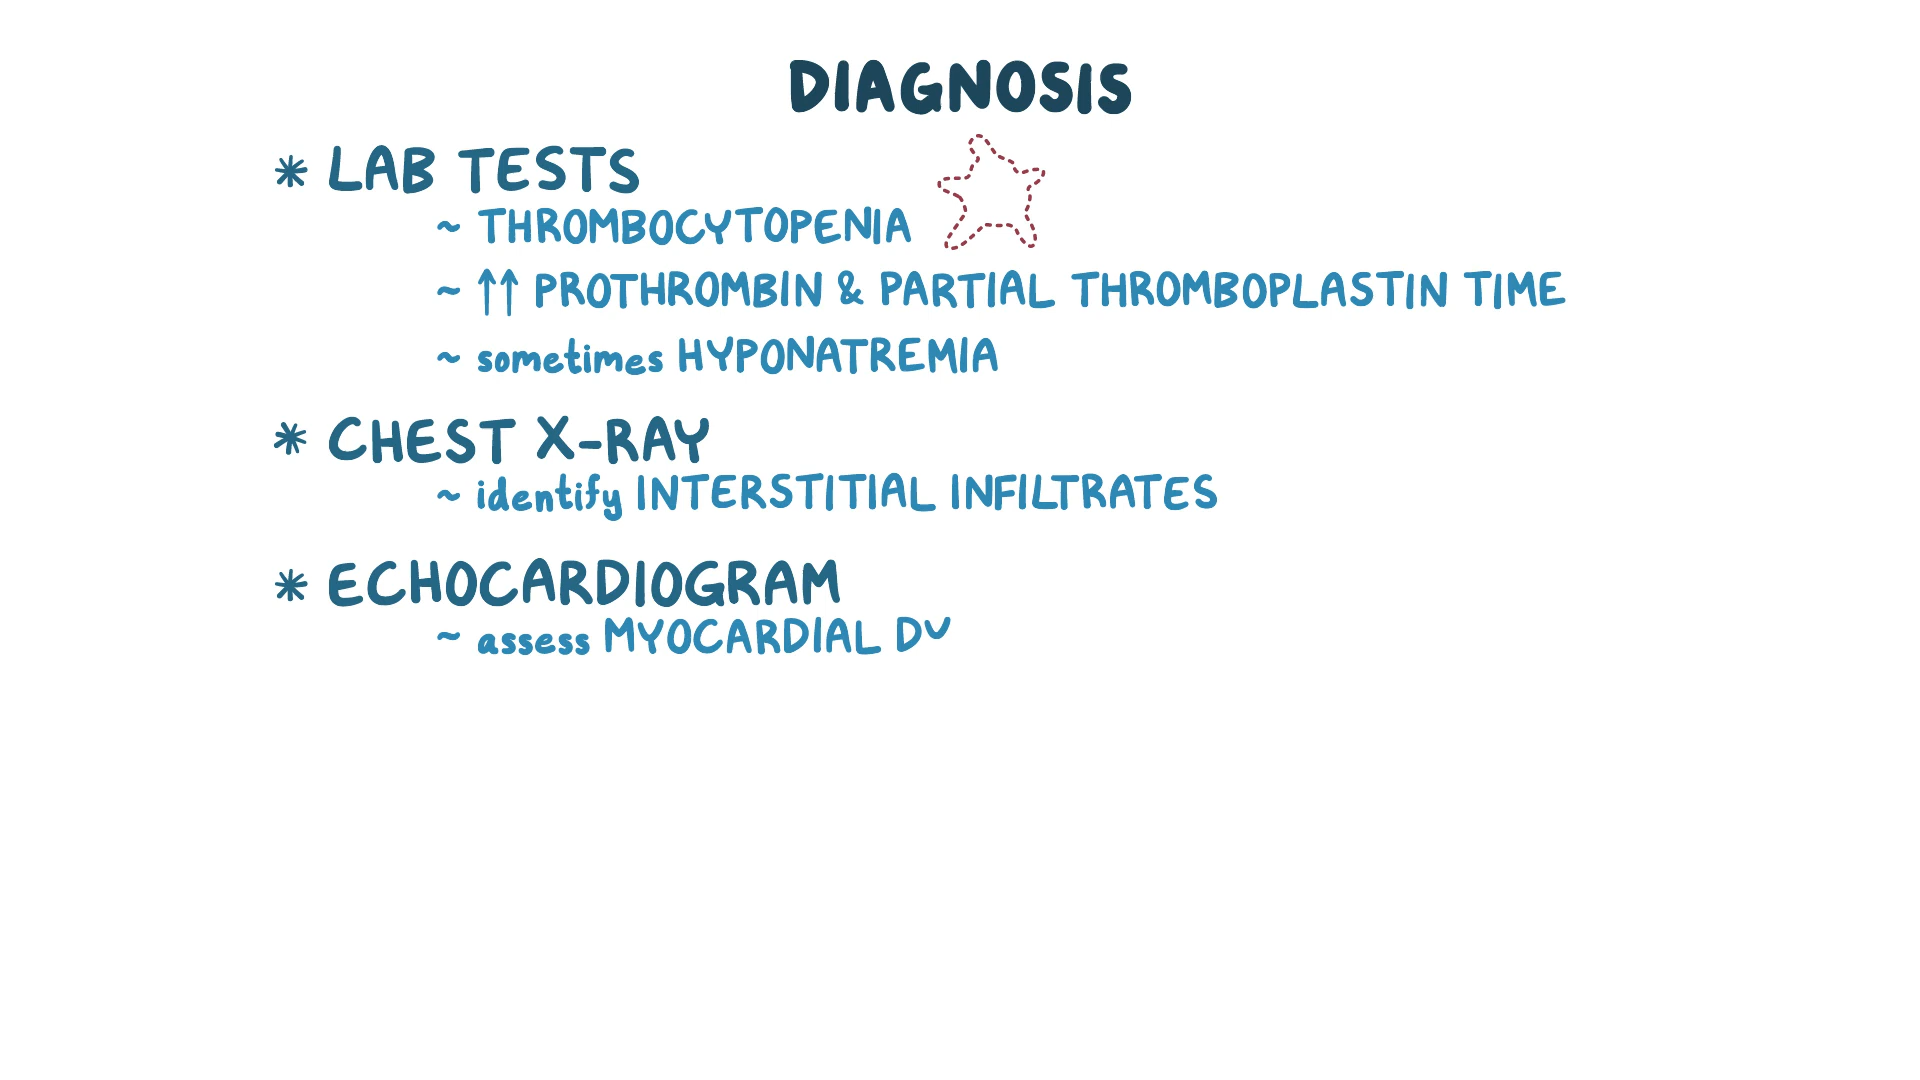 DIAGNOSIS
* LAB TESTS
~ THROMBOCYTOPENIA
~ ↑↑ PROTHROMBIN & PARTIAL THROMBOPLASTIN TIME
~ sometimes HYPONATREMIA
* CHEST X-RAY
~ identify INTERSTITIAL INFILTRATES
* ECHOCARDIOGRAM
~ assess MYOCARDIAL